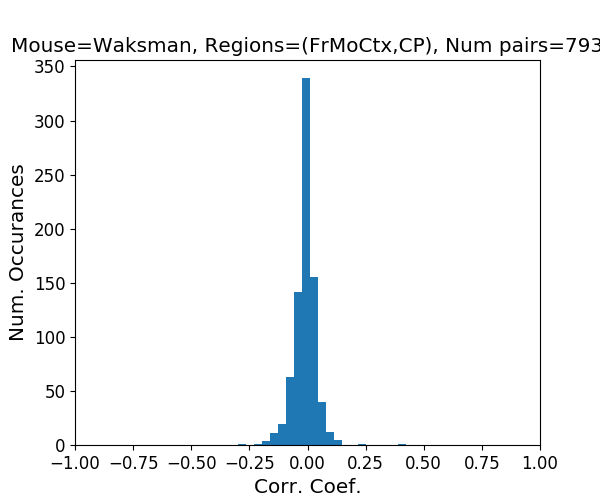 Mouse=Waksman, Regions=(FrMoCtx,CP), Num pairs=793
350
300
250
200
150
100
50
0
Num. Occurances
−1.00 −0.75 −0.50 −0.25 0.00 0.25 0.50 0.75 1.00
Corr. Coef.